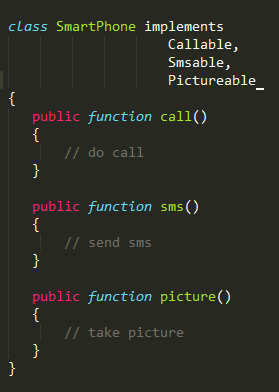 class SmartPhone implements
Callable,
Smsable,
Pictureable
{
public function call()
{
// do call
}
public function sms()
{
// send sms
}
public function picture()
{
// take picture
}
}